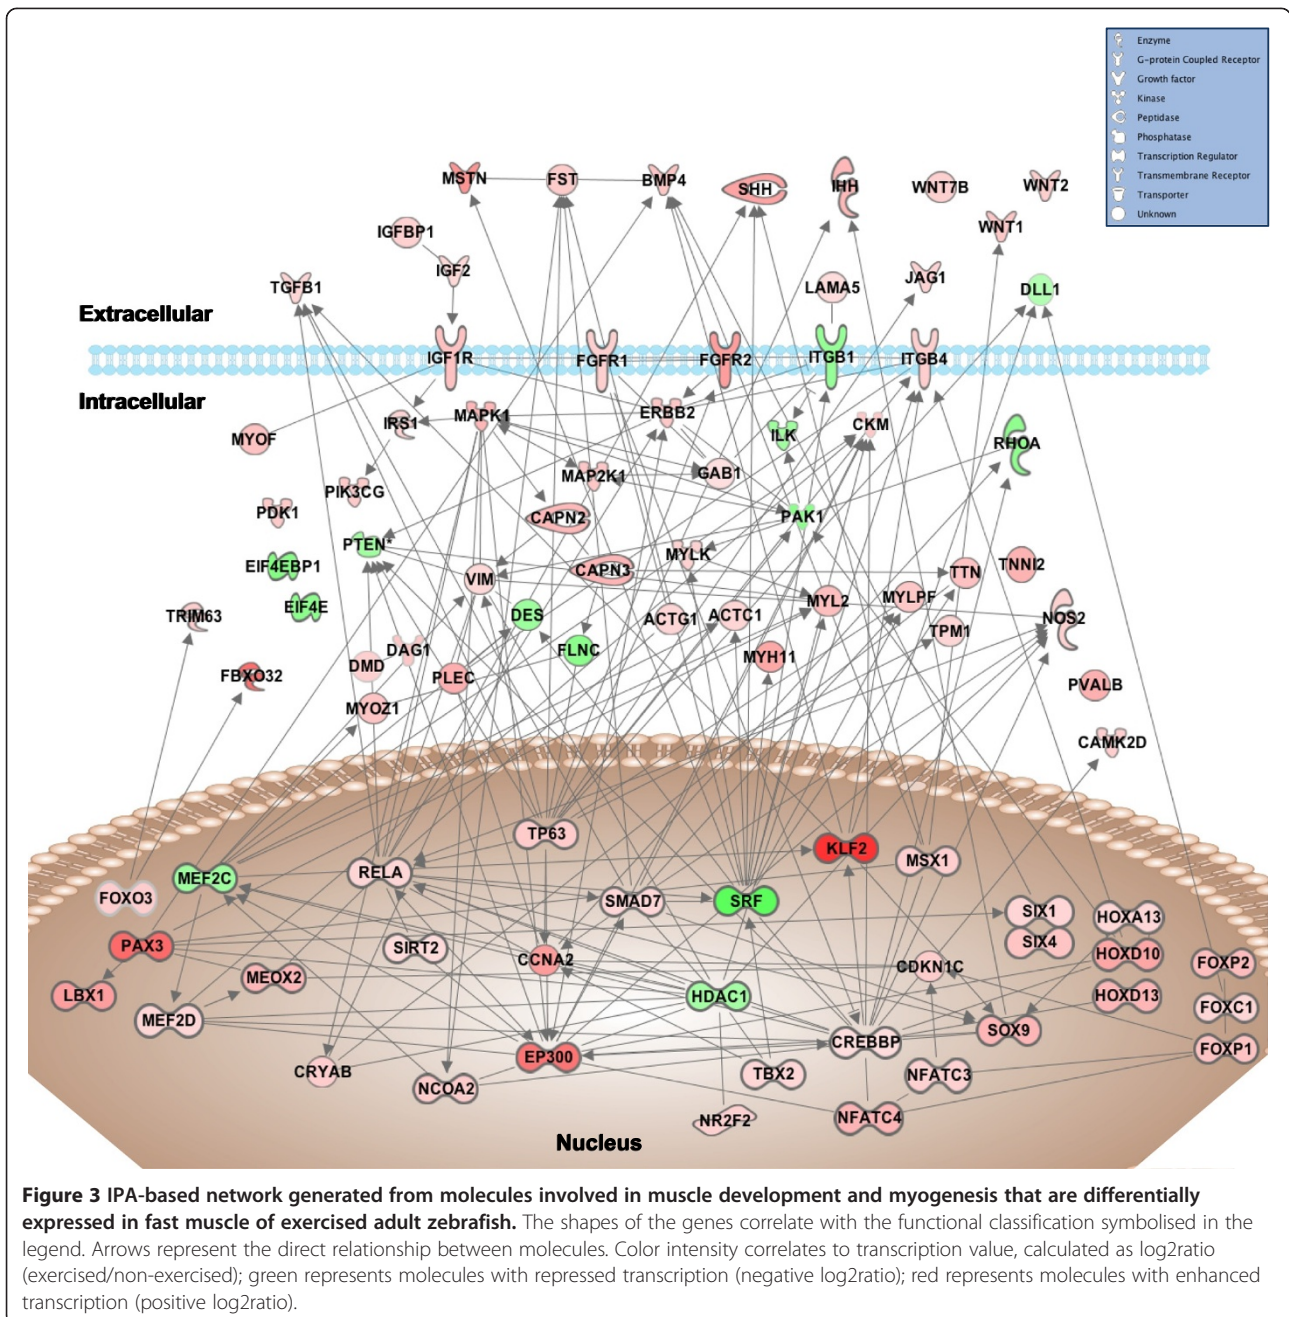 Enzyme
G-protein Coupled Receptor
Growth factor
Kinase
Peptidase
Phosphatase
Transcription Regulator
Transmembrane Receptor
Transporter
Unknown
MSTN FST BMP4 SHH IHH WNT7B WNT2
IGFBP1 WNT1
IGF2
TGFB1 LAMA5 JAG1 DLL1
Extracellular
IGF1R FGFR1 FGFR2 ITGB1 ITGB4
Intracellular
MYOF IRS1 MAPK1 ERBB2 ILK CKM RHOA
PIK3CG MAP2K1 GAB1
PDK1 CAPN2 PAK1
PTEN*
EIF4EBP1 VIM CAPN3 MYLK TTN TNNI2
EIF4E MYL2 MYLPF
TRIM63 DES ACTG1 ACTC1 TPM1 NOS2
FBXO32 DMD DAG1 FLNC MYH11
PLEC PVALB
MYOZ1
CAMK2D
TP63 KLF2 MSX1
MEF2C RELA
FOXO3 SMAD7 SRF SIX1 HOXA13
PAX3 SIRT2 CCNA2 CDKN1C SIX4 HOXD10 FOXP2
LBX1 MEOX2 HDAC1 HOXD13 FOXC1
MEF2D CREBBP SOX9
CRYAB EP300 FOXP1
NCOA2 TBX2 NFATC3
NR2F2 NFATC4
Nucleus
Figure 3 IPA-based network generated from molecules involved in muscle development and myogenesis that are differentially
expressed in fast muscle of exercised adult zebrafish. The shapes of the genes correlate with the functional classification symbolised in the
legend. Arrows represent the direct relationship between molecules. Color intensity correlates to transcription value, calculated as log2ratio
(exercised/non-exercised); green represents molecules with repressed transcription (negative log2ratio); red represents molecules with enhanced
transcription (positive log2ratio).